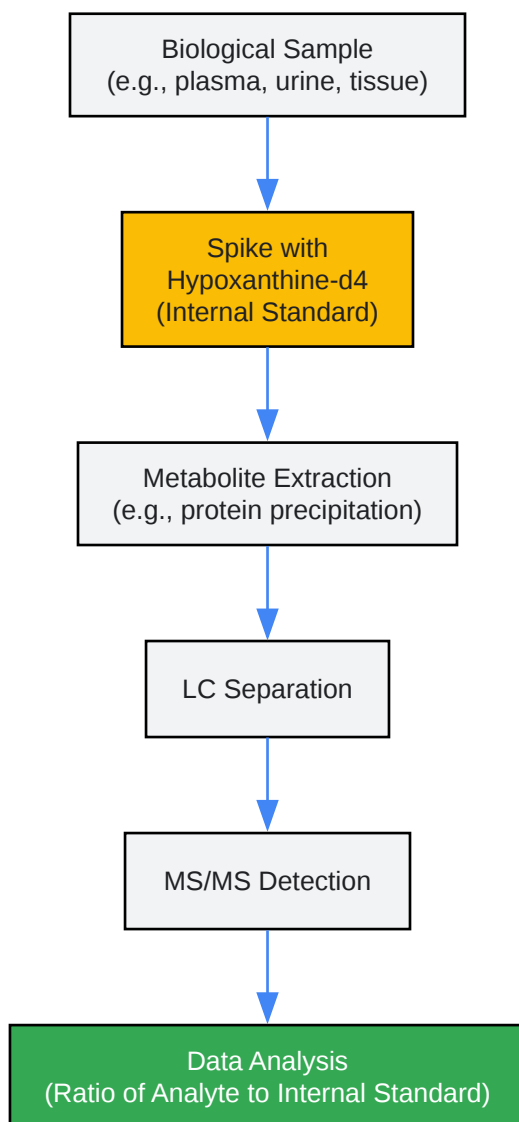 Biological Sample
(e.g., plasma, urine, tissue)
Spike with
Hypoxanthine-d4
(Internal Standard)
Metabolite Extraction
(e.g., protein precipitation)
LC Separation
MS/MS Detection
Data Analysis
(Ratio of Analyte to Internal Standard)